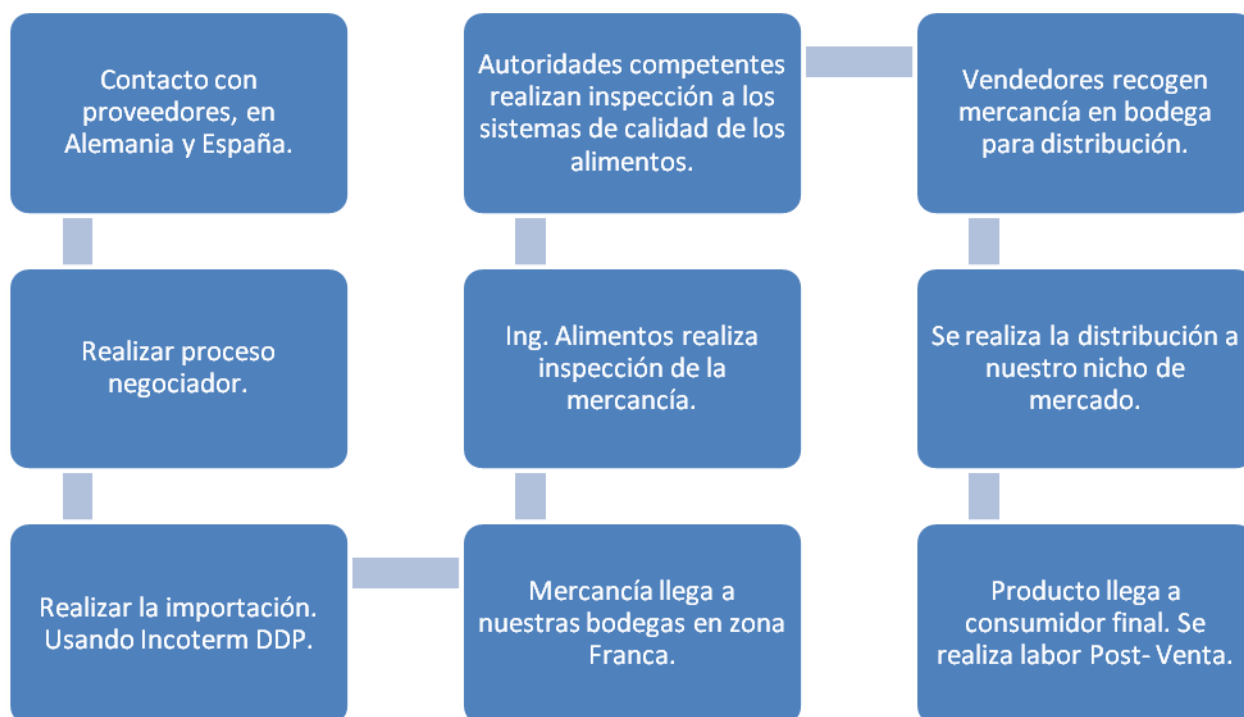 Contacto con
proveedores, en
Alemania y España.
Realizar proceso
negociador.
Realizar la importación.
Usando Incoterm DDP.
Mercancía llega a
nuestras bodegas en zona
Franca.
Ing. Alimentos realiza
inspección de la
mercancía.
Autoridades competentes
realizan inspección a los
sistemas de calidad de los
alimentos.
Vendedores recogen
mercancía en bodega
para distribución.
Se realiza la distribución a
nuestro nicho de
mercado.
Producto llega a
consumidor final. Se
realiza labor Post- Venta.